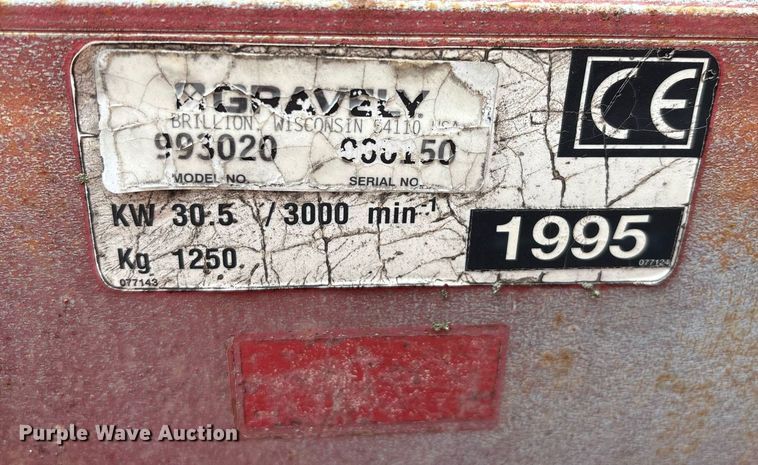 GRAVELY
BRILLION, WISCONSIN 54110 USA
993020
MODEL NO. SERIAL NO.
KW 30.5 / 3000 min-1
Kg 1250
077143
CE
1995
077124
Purple Wave Auction